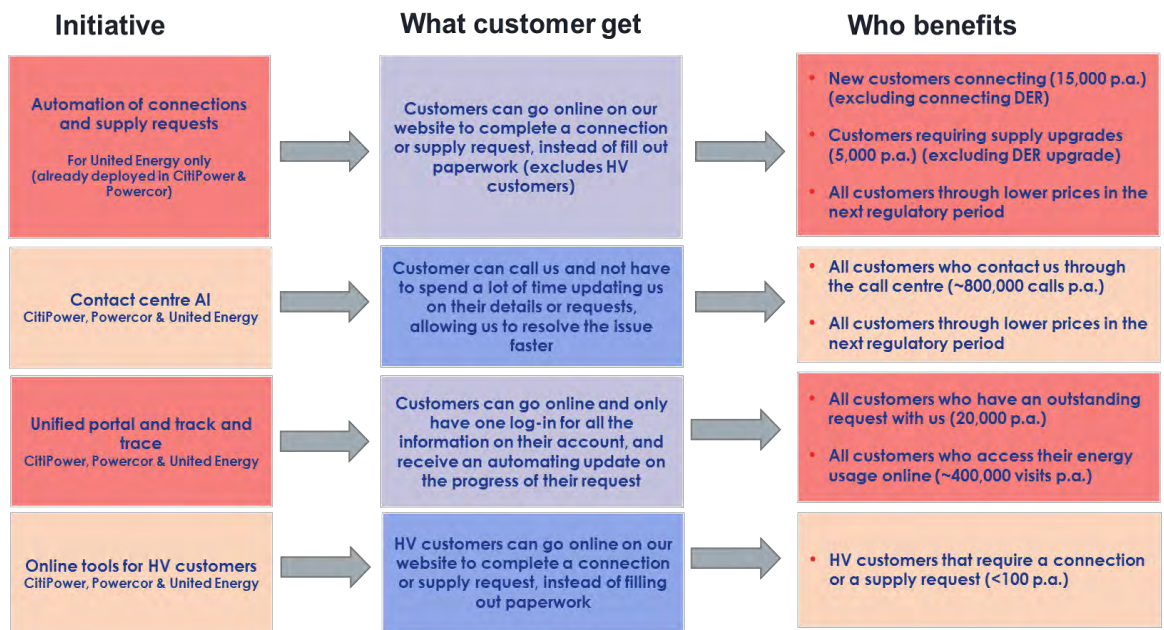 Initiative
What customer get
Who benefits
Automation of connections
and supply requests
For United Energy only
(already deployed in CitiPower &
Powercor)
Customers can go online on our
website to complete a connection
or supply request, instead of fill out
paperwork (excludes HV
customers)
• New customers connecting (15,000 p.a.)
(excluding connecting DER)
• Customers requiring supply upgrades
(5,000 p.a.) (excluding DER upgrade)
• All customers through lower prices in the
next regulatory period
Contact centre AI
CitiPower, Powercor & United Energy
Customer can call us and not have
to spend a lot of time updating us
on their details or requests,
allowing us to resolve the issue
faster
• All customers who contact us through
the call centre (~800,000 calls p.a.)
• All customers through lower prices in the
next regulatory period
Unified portal and track and
trace
CitiPower, Powercor & United Energy
Customers can go online and only
have one log-in for all the
information on their account, and
receive an automating update on
the progress of their request
• All customers who have an outstanding
request with us (20,000 p.a.)
• All customers who access their energy
usage online (~400,000 visits p.a.)
Online tools for HV customers
CitiPower, Powercor & United Energy
HV customers can go online on our
website to complete a connection
or supply request, instead of filling
out paperwork
• HV customers that require a connection
or a supply request (<100 p.a.)